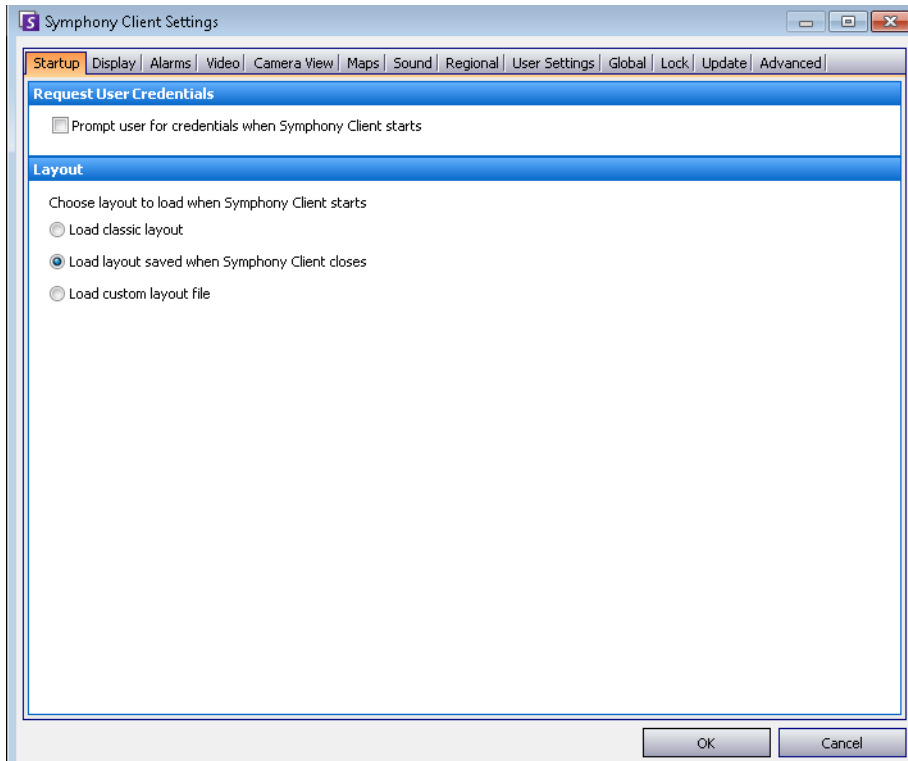 S Symphony Client Settings
Startup Display Alarms Video Camera View Maps Sound Regional User Settings Global Lock Update Advanced
Request User Credentials
Prompt user for credentials when Symphony Client starts
Layout
Choose layout to load when Symphony Client starts
Load classic layout
Load layout saved when Symphony Client closes
Load custom layout file
OK Cancel